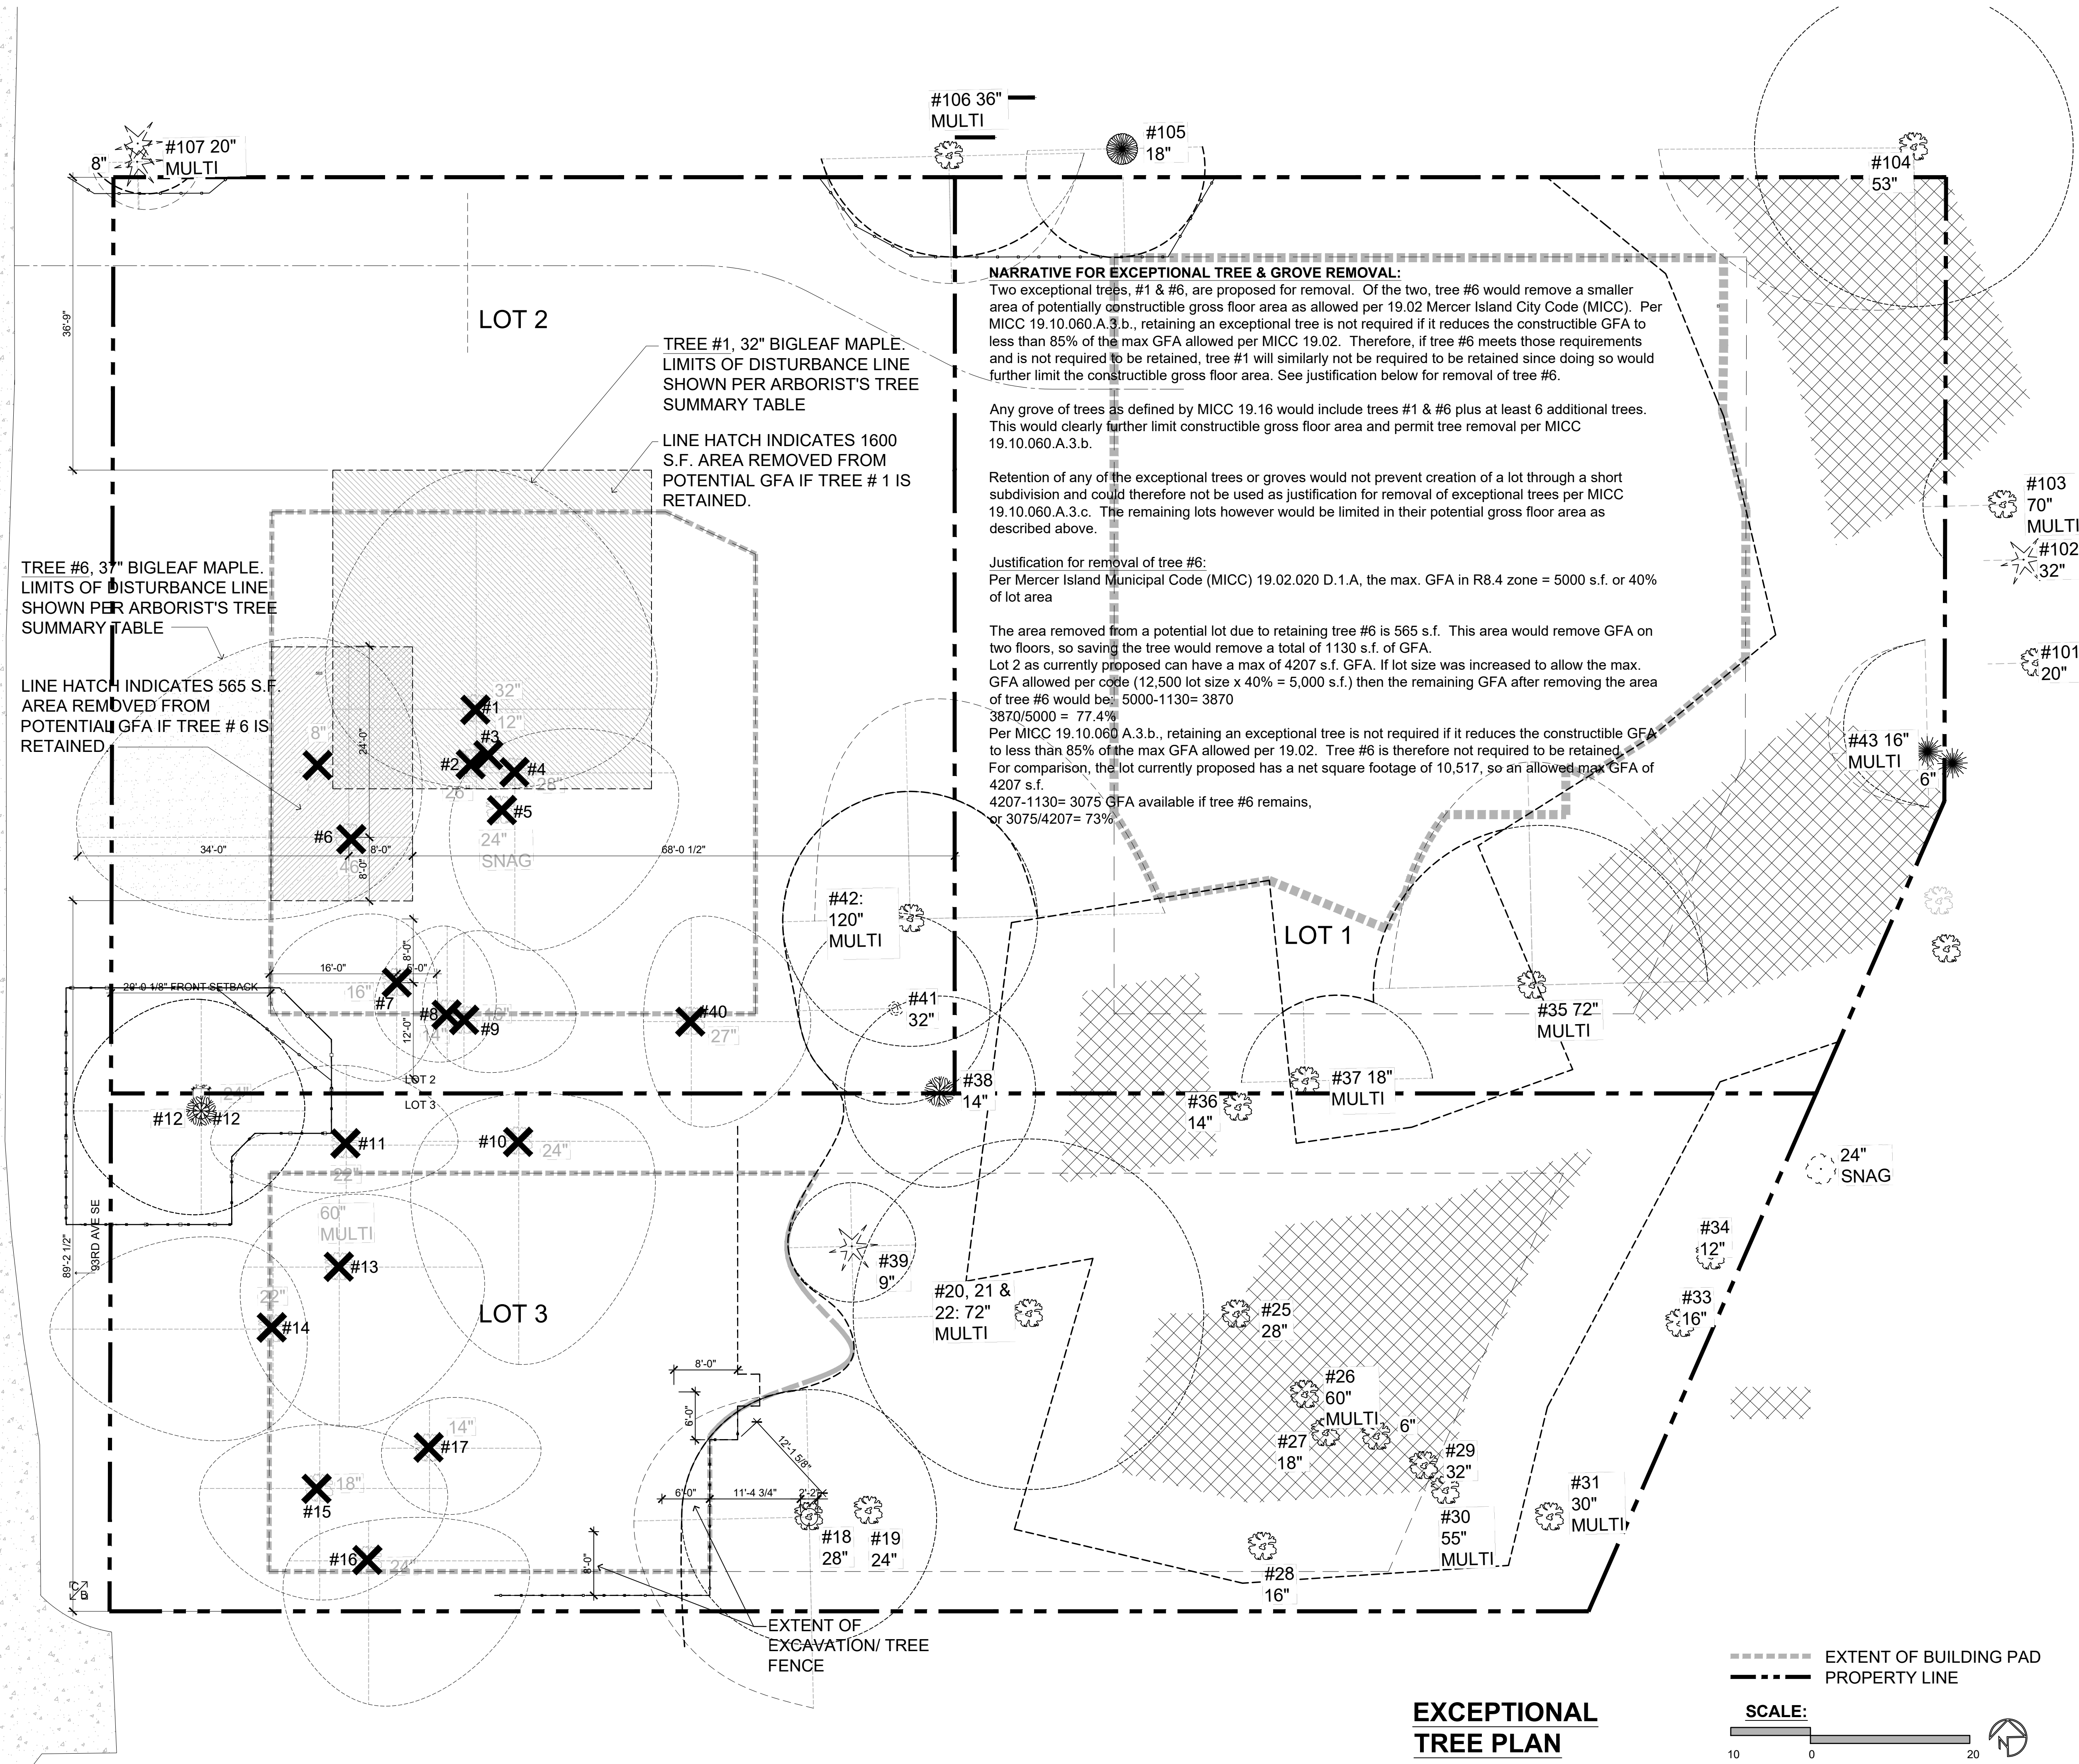 #106 36"
MULTI
#105
18"
#107 20"
MULTI
8"
#104
53"
36'-9"
LOT 2
TREE #1, 32" BIGLEAF MAPLE.
LIMITS OF DISTURBANCE LINE
SHOWN PER ARBORIST'S TREE
SUMMARY TABLE
LINE HATCH INDICATES 1600
S.F. AREA REMOVED FROM
POTENTIAL GFA IF TREE # 1 IS
RETAINED.
NARRATIVE FOR EXCEPTIONAL TREE & GROVE REMOVAL:
Two exceptional trees, #1 & #6, are proposed for removal. Of the two, tree #6 would remove a smaller
area of potentially constructible gross floor area as allowed per 19.02 Mercer Island City Code (MICC). Per
MICC 19.10.060.A.3.b., retaining an exceptional tree is not required if it reduces the constructible GFA to
less than 85% of the max GFA allowed per MICC 19.02. Therefore, if tree #6 meets those requirements
and is not required to be retained, tree #1 will similarly not be required to be retained since doing so would
further limit the constructible gross floor area. See justification below for removal of tree #6.
Any grove of trees as defined by MICC 19.16 would include trees #1 & #6 plus at least 6 additional trees.
This would clearly further limit constructible gross floor area and permit tree removal per MICC
19.10.060.A.3.b.
Retention of any of the exceptional trees or groves would not prevent creation of a lot through a short
subdivision and could therefore not be used as justification for removal of exceptional trees per MICC
19.10.060.A.3.c. The remaining lots however would be limited in their potential gross floor area as
described above.
Justification for removal of tree #6:
Per Mercer Island Municipal Code (MICC) 19.02.020 D.1.A, the max. GFA in R8.4 zone = 5000 s.f. or 40%
of lot area
The area removed from a potential lot due to retaining tree #6 is 565 s.f. This area would remove GFA on
two floors, so saving the tree would remove a total of 1130 s.f. of GFA.
Lot 2 as currently proposed can have a max of 4207 s.f. GFA. If lot size was increased to allow the max.
GFA allowed per code (12,500 lot size x 40% = 5,000 s.f.) then the remaining GFA after removing the area
of tree #6 would be: 5000-1130= 3870
3870/5000 = 77.4%
Per MICC 19.10.060 A.3.b., retaining an exceptional tree is not required if it reduces the constructible GFA
to less than 85% of the max GFA allowed per 19.02. Tree #6 is therefore not required to be retained.
For comparison, the lot currently proposed has a net square footage of 10,517, so an allowed max GFA of
4207 s.f.
4207-1130= 3075 GFA available if tree #6 remains,
or 3075/4207= 73%
#103
70"
MULTI
#102
32"
#101
20"
#43 16"
MULTI
6"
TREE #6, 37" BIGLEAF MAPLE.
LIMITS OF DISTURBANCE LINE
SHOWN PER ARBORIST'S TREE
SUMMARY TABLE
LINE HATCH INDICATES 565 S.F.
AREA REMOVED FROM
POTENTIAL GFA IF TREE # 6 IS
RETAINED.
8"
32"
#1
12"
#3
#2
26"
#4
28"
#5
24"
SNAG
24'-0"
#6
46"
34'-0"
8'-0"
8'-0"
68'-0 1/2"
#42:
120"
MULTI
LOT 1
#41
32"
#35 72"
MULTI
16'-0"
8'-0"
20'-0 1/8" FRONT SETBACK
16"
#7
#8
14"
#9
12'-0"
#40
27"
LOT 2
LOT 3
#38
14"
#37 18"
MULTI
#36
14"
24"
#12
#12
#11
22"
#10
24"
24"
SNAG
93RD AVE SE
89'-2 1/2"
60"
MULTI
#13
22"
#14
LOT 3
#39
9"
#20, 21 &
22: 72"
MULTI
#25
28"
#34
12"
#33
16"
#26
60"
MULTI
6"
#27
18"
#29
32"
#30
55"
MULTI
#31
30"
MULTI
#28
16"
8'-0"
6'-0"
12'-1 5/8"
6'-0"
11'-4 3/4"
2'-2"
14"
#17
18"
#15
#16
24"
8'-0"
#18
28"
#19
24"
EXTENT OF
EXCAVATION/ TREE
FENCE
EXTENT OF BUILDING PAD
PROPERTY LINE
EXCEPTIONAL
TREE PLAN
SCALE:
10
0
20
N